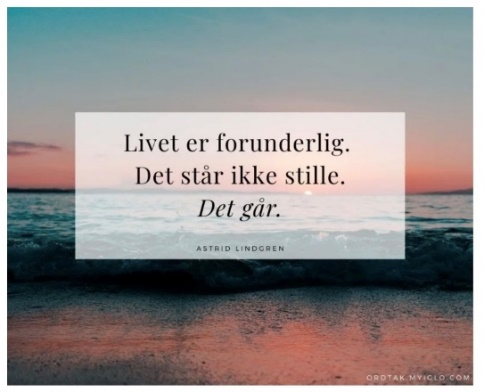 Livet er forunderlig.
Det står ikke stille.
Det går.
ASTRID LINDGREN
ORDTAK.MYIGLO.COM